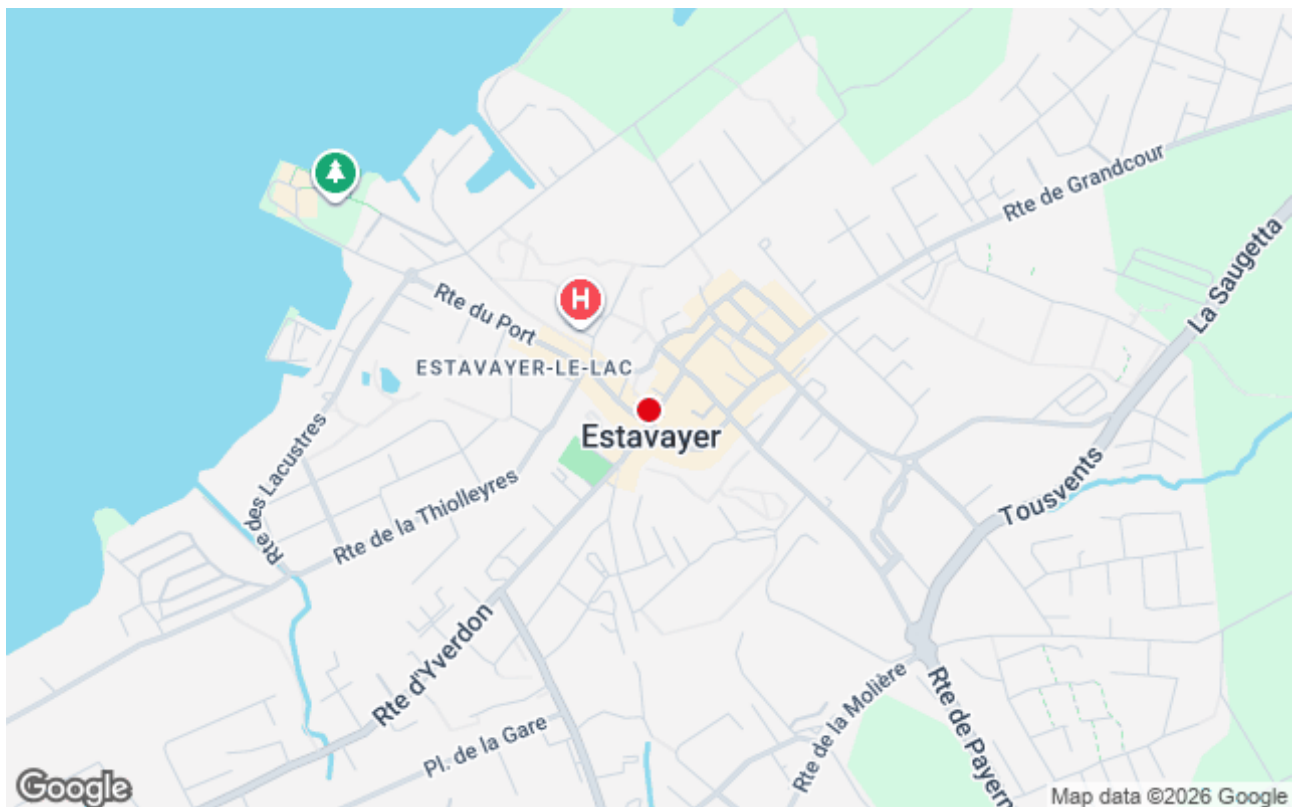 Rte de Grandcour
La Saugetta
H
Rte du Port
ESTAVAYER-LE-LAC
Estavayer
Rte des Lacustres
Rte de la Thiolleyres
Tousvents
Rte d'Yverdon
Rte de la Molière
Rte de Payern
Pl. de la Gare
Google
Map data ©2026 Google